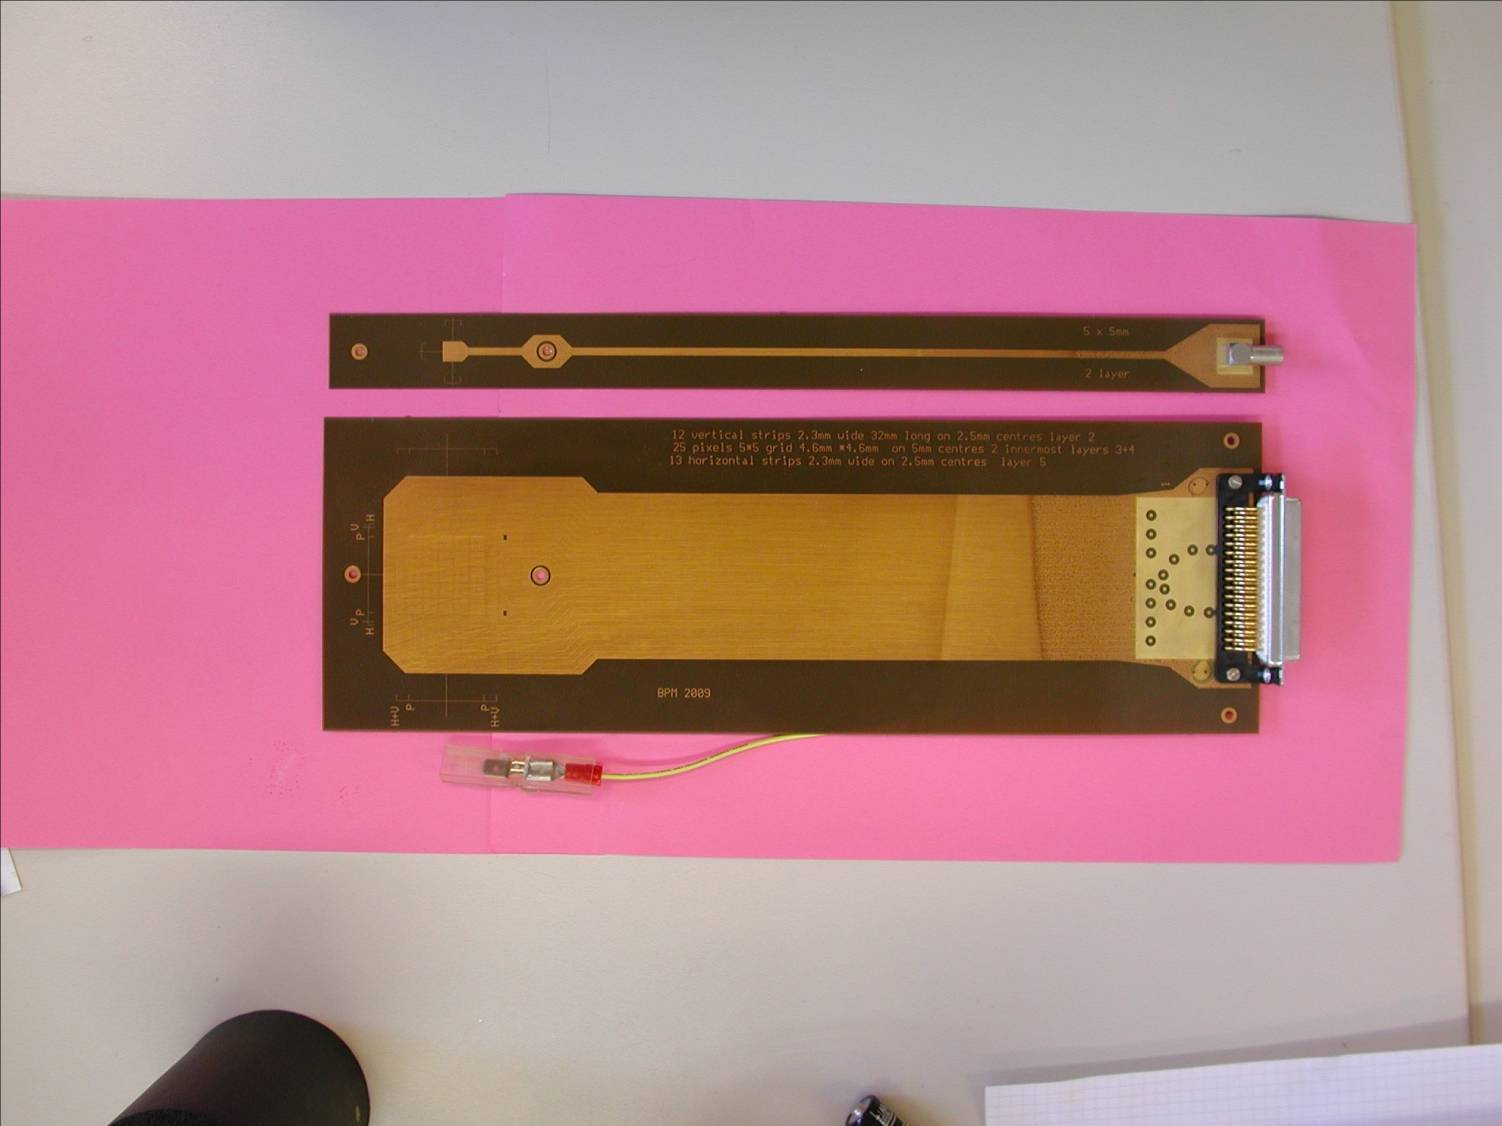 5 x 5mm
2 layer
12 vertical strips 2.3mm wide 32mm long on 2.5mm centres layer 2
25 pixels 5*5 grid 4.6mm *4.6mm on 5mm centres 2 innermost layers 3+4
13 horizontal strips 2.3mm wide on 2.5mm centres layer 5
1
H
V
P
P
V
H
BPM 2009
H+V
P
P
H+V